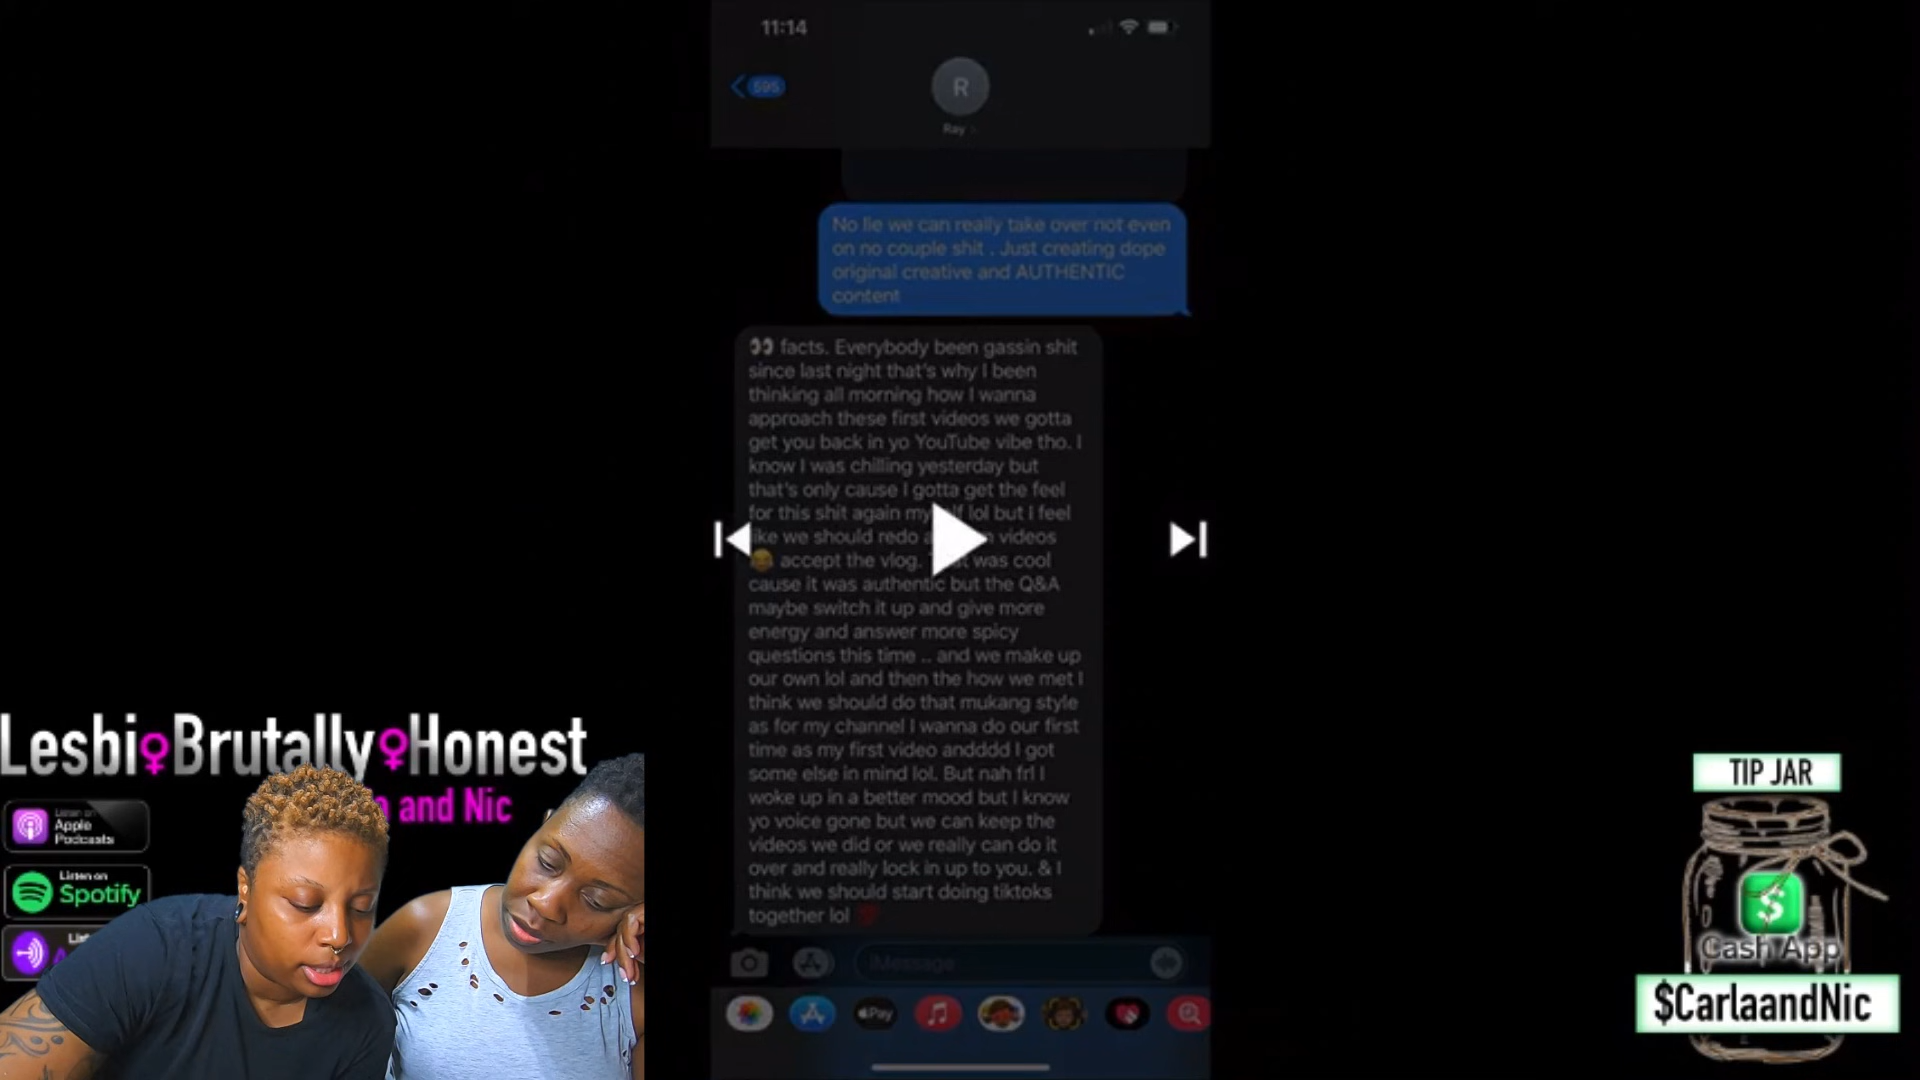 11:14
595
R
Ray >
No lie we can really take over not even
on no couple shit . Just creating dope
original creative and AUTHENTIC
content
👀 facts. Everybody been gassin shit
since last night that's why I been
thinking all morning how I wanna
approach these first videos we gotta
get you back in yo YouTube vibe tho. I
know I was chilling yesterday but
that's only cause I gotta get the feel
for this shit again lol but I feel
we should redo videos
😂 accept the vlog. was cool
cause it was authentic but the Q&A
maybe switch it up and give more
energy and answer more spicy
questions this time .. and we make up
our own lol and then the how we met I
think we should do that mukang style
as for my channel I wanna do our first
time as my first video andddd I got
some else in mind lol. But nah frl I
woke up in a better mood but I know
yo voice gone but we can keep the
videos we did or we really can do it
over and really lock in up to you. & I
think we should start doing tiktoks
together lol 💯
iMessage
Pay
Lesbi♀Brutally♀Honest
and Nic
Listen on
Apple
Podcasts
Listen on
Spotify
TIP JAR
$
Cash App
$CarlaandNic